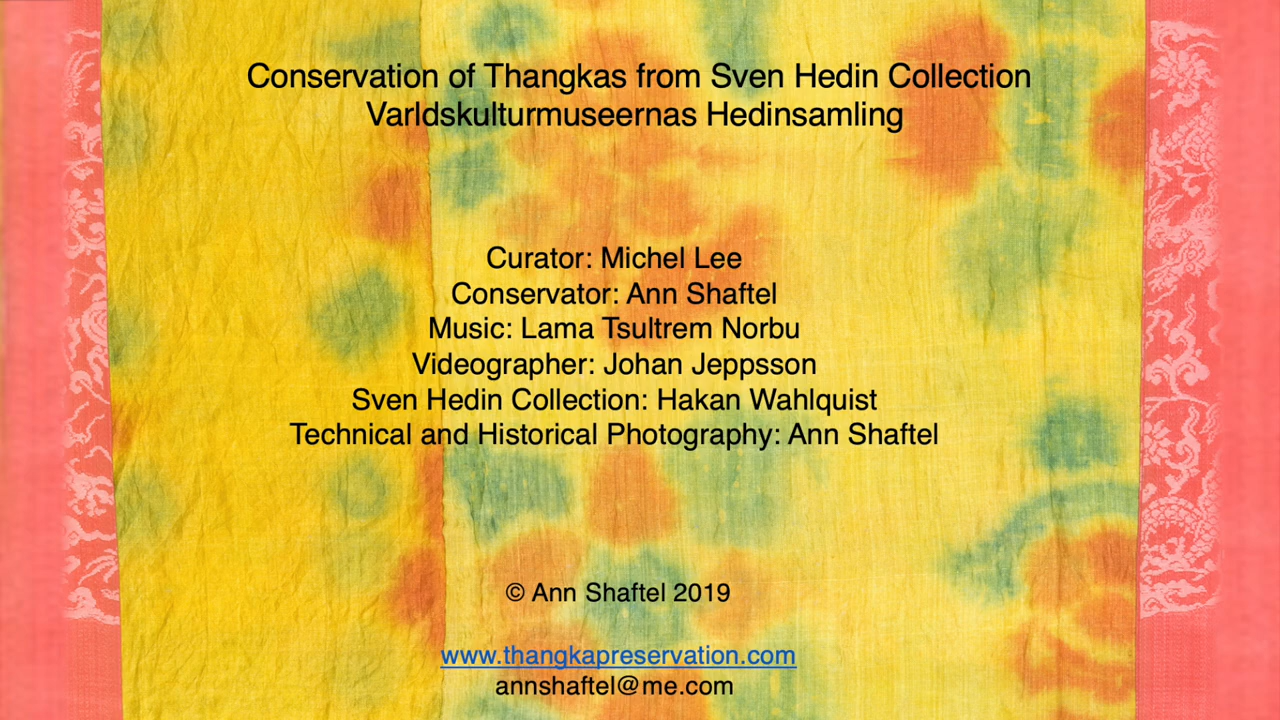 Conservation of Thangkas from Sven Hedin Collection
Varldskulturmuseernas Hedinsamling
Curator: Michel Lee
Conservator: Ann Shaftel
Music: Lama Tsultrem Norbu
Videographer: Johan Jeppsson
Sven Hedin Collection: Hakan Wahlquist
Technical and Historical Photography: Ann Shaftel
© Ann Shaftel 2019
www.thangkapreservation.com
annshaftel@me.com